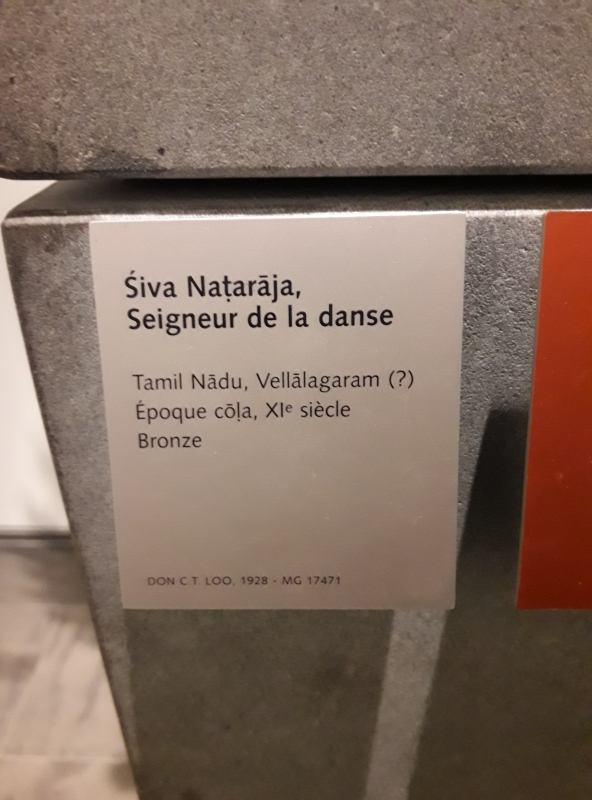 Śiva Naṭarāja,
Seigneur de la danse
Tamil Nādu, Vellālagaram (?)
Époque cōḷa, XIᵉ siècle
Bronze
DON C.T. LOO, 1928 - MG 17471